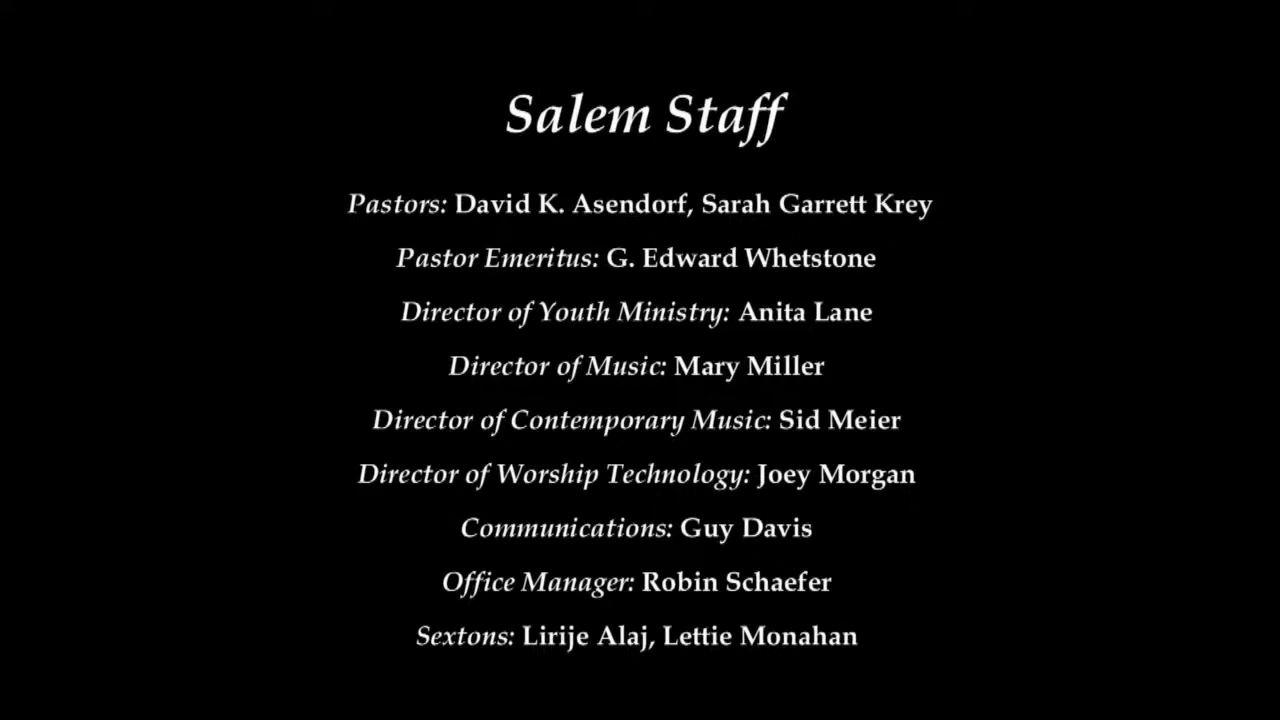 Salem Staff
Pastors: David K. Asendorf, Sarah Garrett Krey
Pastor Emeritus: G. Edward Whetstone
Director of Youth Ministry: Anita Lane
Director of Music: Mary Miller
Director of Contemporary Music: Sid Meier
Director of Worship Technology: Joey Morgan
Communications: Guy Davis
Office Manager: Robin Schaefer
Sextons: Lirije Alaj, Lettie Monahan